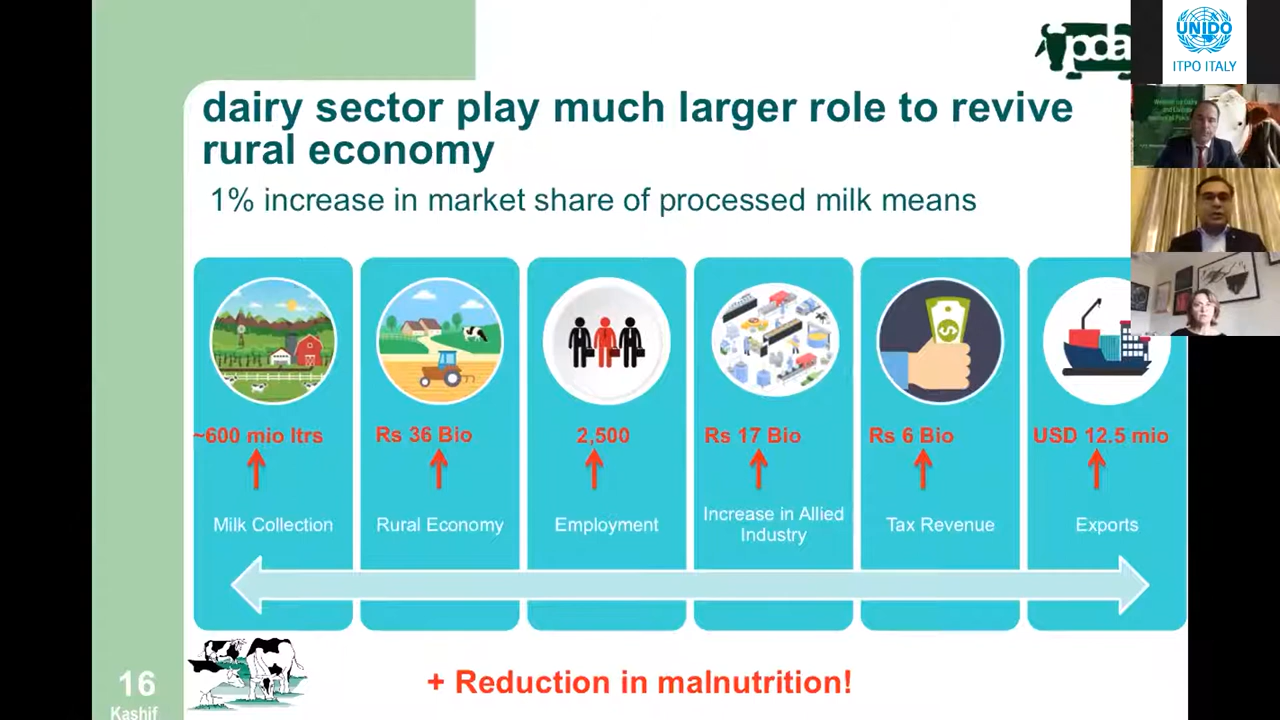 pda
UNIDO
ITPO ITALY
dairy sector play much larger role to revive
rural economy
1% increase in market share of processed milk means
~600 mio ltrs
Rs 36 Bio
2,500
Rs 17 Bio
Rs 6 Bio
USD 12.5 mio
Milk Collection
Rural Economy
Employment
Increase in Allied
Industry
Tax Revenue
Exports
+ Reduction in malnutrition!
16
Kashif